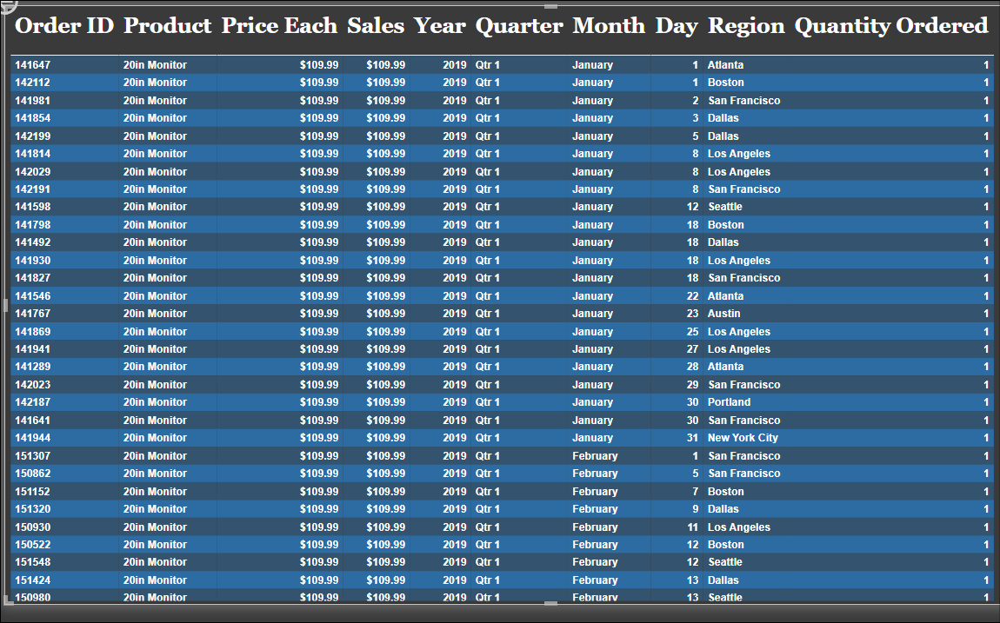 Order ID Product Price Each Sales Year Quarter Month Day Region Quantity Ordered
141647 20in Monitor $109.99 $109.99 2019 Qtr 1 January 1 Atlanta 1
142112 20in Monitor $109.99 $109.99 2019 Qtr 1 January 1 Boston 1
141981 20in Monitor $109.99 $109.99 2019 Qtr 1 January 2 San Francisco 1
141854 20in Monitor $109.99 $109.99 2019 Qtr 1 January 3 Dallas 1
142199 20in Monitor $109.99 $109.99 2019 Qtr 1 January 5 Dallas 1
141814 20in Monitor $109.99 $109.99 2019 Qtr 1 January 8 Los Angeles 1
142029 20in Monitor $109.99 $109.99 2019 Qtr 1 January 8 Los Angeles 1
142191 20in Monitor $109.99 $109.99 2019 Qtr 1 January 8 San Francisco 1
141598 20in Monitor $109.99 $109.99 2019 Qtr 1 January 12 Seattle 1
141798 20in Monitor $109.99 $109.99 2019 Qtr 1 January 18 Boston 1
141492 20in Monitor $109.99 $109.99 2019 Qtr 1 January 18 Dallas 1
141930 20in Monitor $109.99 $109.99 2019 Qtr 1 January 18 Los Angeles 1
141827 20in Monitor $109.99 $109.99 2019 Qtr 1 January 18 San Francisco 1
141546 20in Monitor $109.99 $109.99 2019 Qtr 1 January 22 Atlanta 1
141767 20in Monitor $109.99 $109.99 2019 Qtr 1 January 23 Austin 1
141869 20in Monitor $109.99 $109.99 2019 Qtr 1 January 25 Los Angeles 1
141941 20in Monitor $109.99 $109.99 2019 Qtr 1 January 27 Los Angeles 1
141289 20in Monitor $109.99 $109.99 2019 Qtr 1 January 28 Atlanta 1
142023 20in Monitor $109.99 $109.99 2019 Qtr 1 January 29 San Francisco 1
142187 20in Monitor $109.99 $109.99 2019 Qtr 1 January 30 Portland 1
141641 20in Monitor $109.99 $109.99 2019 Qtr 1 January 30 San Francisco 1
141944 20in Monitor $109.99 $109.99 2019 Qtr 1 January 31 New York City 1
151307 20in Monitor $109.99 $109.99 2019 Qtr 1 February 1 San Francisco 1
150862 20in Monitor $109.99 $109.99 2019 Qtr 1 February 5 San Francisco 1
151152 20in Monitor $109.99 $109.99 2019 Qtr 1 February 7 Boston 1
151320 20in Monitor $109.99 $109.99 2019 Qtr 1 February 9 Dallas 1
150930 20in Monitor $109.99 $109.99 2019 Qtr 1 February 11 Los Angeles 1
150522 20in Monitor $109.99 $109.99 2019 Qtr 1 February 12 Boston 1
151548 20in Monitor $109.99 $109.99 2019 Qtr 1 February 12 Seattle 1
151424 20in Monitor $109.99 $109.99 2019 Qtr 1 February 13 Dallas 1
150980 20in Monitor $109.99 $109.99 2019 Qtr 1 February 13 Seattle 1